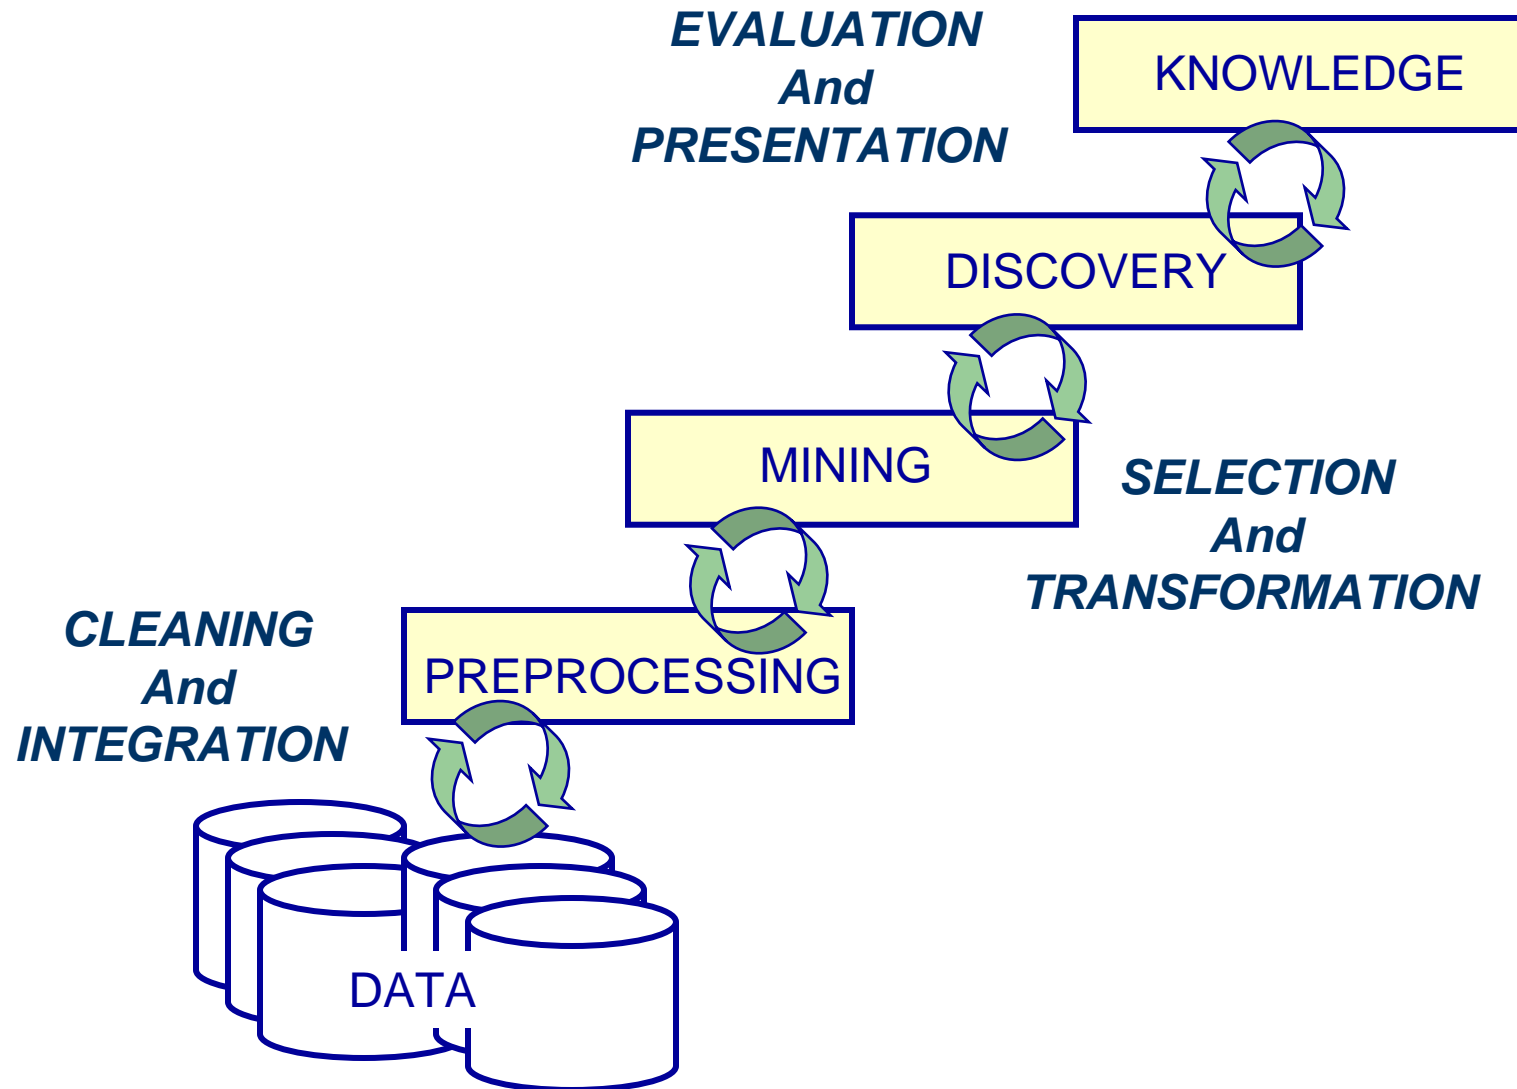 EVALUATION
And
PRESENTATION
KNOWLEDGE
DISCOVERY
MINING
SELECTION
And
TRANSFORMATION
CLEANING
And
INTEGRATION
PREPROCESSING
DATA